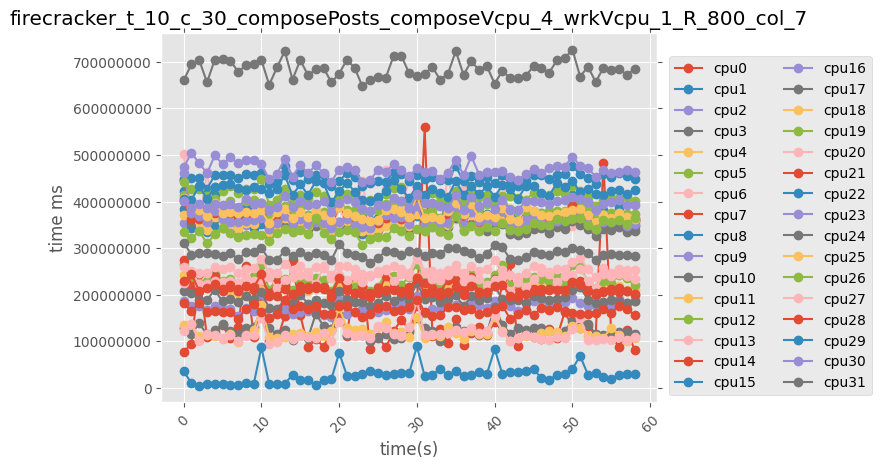 firecracker_t_10_c_30_composePosts_composeVcpu_4_wrkVcpu_1_R_800_col_7
time ms
700000000
600000000
500000000
400000000
300000000
200000000
100000000
0
0
10
20
30
40
50
60
time(s)
cpu0
cpu1
cpu2
cpu3
cpu4
cpu5
cpu6
cpu7
cpu8
cpu9
cpu10
cpu11
cpu12
cpu13
cpu14
cpu15
cpu16
cpu17
cpu18
cpu19
cpu20
cpu21
cpu22
cpu23
cpu24
cpu25
cpu26
cpu27
cpu28
cpu29
cpu30
cpu31